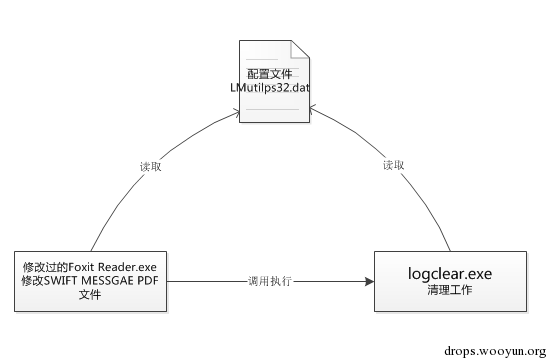 配置文件
LMutilps32.dat
读取
读取
修改过的Foxit Reader.exe
修改SWIFT MESSGAE PDF
文件
调用执行
logclear.exe
清理工作
drops.wooyun.org